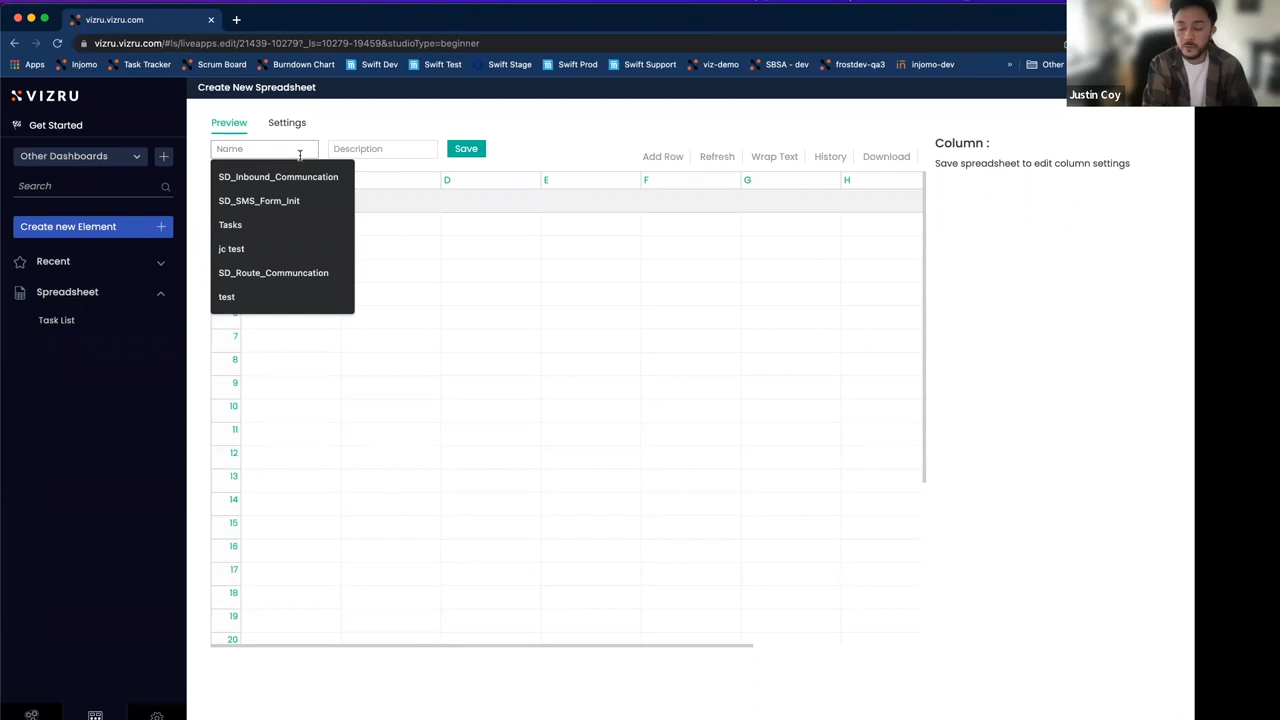 vizru.vizru.com
vizru.vizru.com/#ls/liveapps.edit/21439-10279?_ls=10279-19459&studioType=beginner
Apps Injomo Task Tracker Scrum Board Burndown Chart Swift Dev Swift Test Swift Stage Swift Prod Swift Support viz-demo SBSA - dev frostdev-qa3 injomo-dev » Other
Justin Coy
VIZRU
Create New Spreadsheet
Get Started
Preview Settings
Other Dashboards
Name Description Save
Add Row Refresh Wrap Text History Download
Column :
Save spreadsheet to edit column settings
Search
Create new Element
Recent
Spreadsheet
Task List
SD_Inbound_Communcation
SD_SMS_Form_Init
Tasks
jc test
SD_Route_Communcation
test
D E F G H
7
8
9
10
11
12
13
14
15
16
17
18
19
20